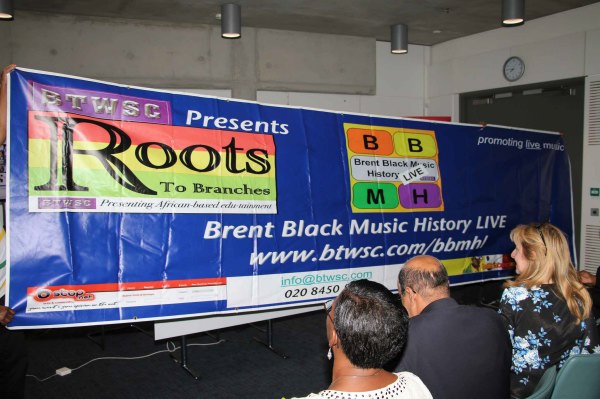 BTWSC
Presents
Roots
To Branches
BTWSC Presenting African-based edu-tainment
B B
Brent Black Music
History LIVE
M H
promoting live music
Brent Black Music History LIVE
www.btwsc.com/bbmh/
info@btwsc.com
020 8450